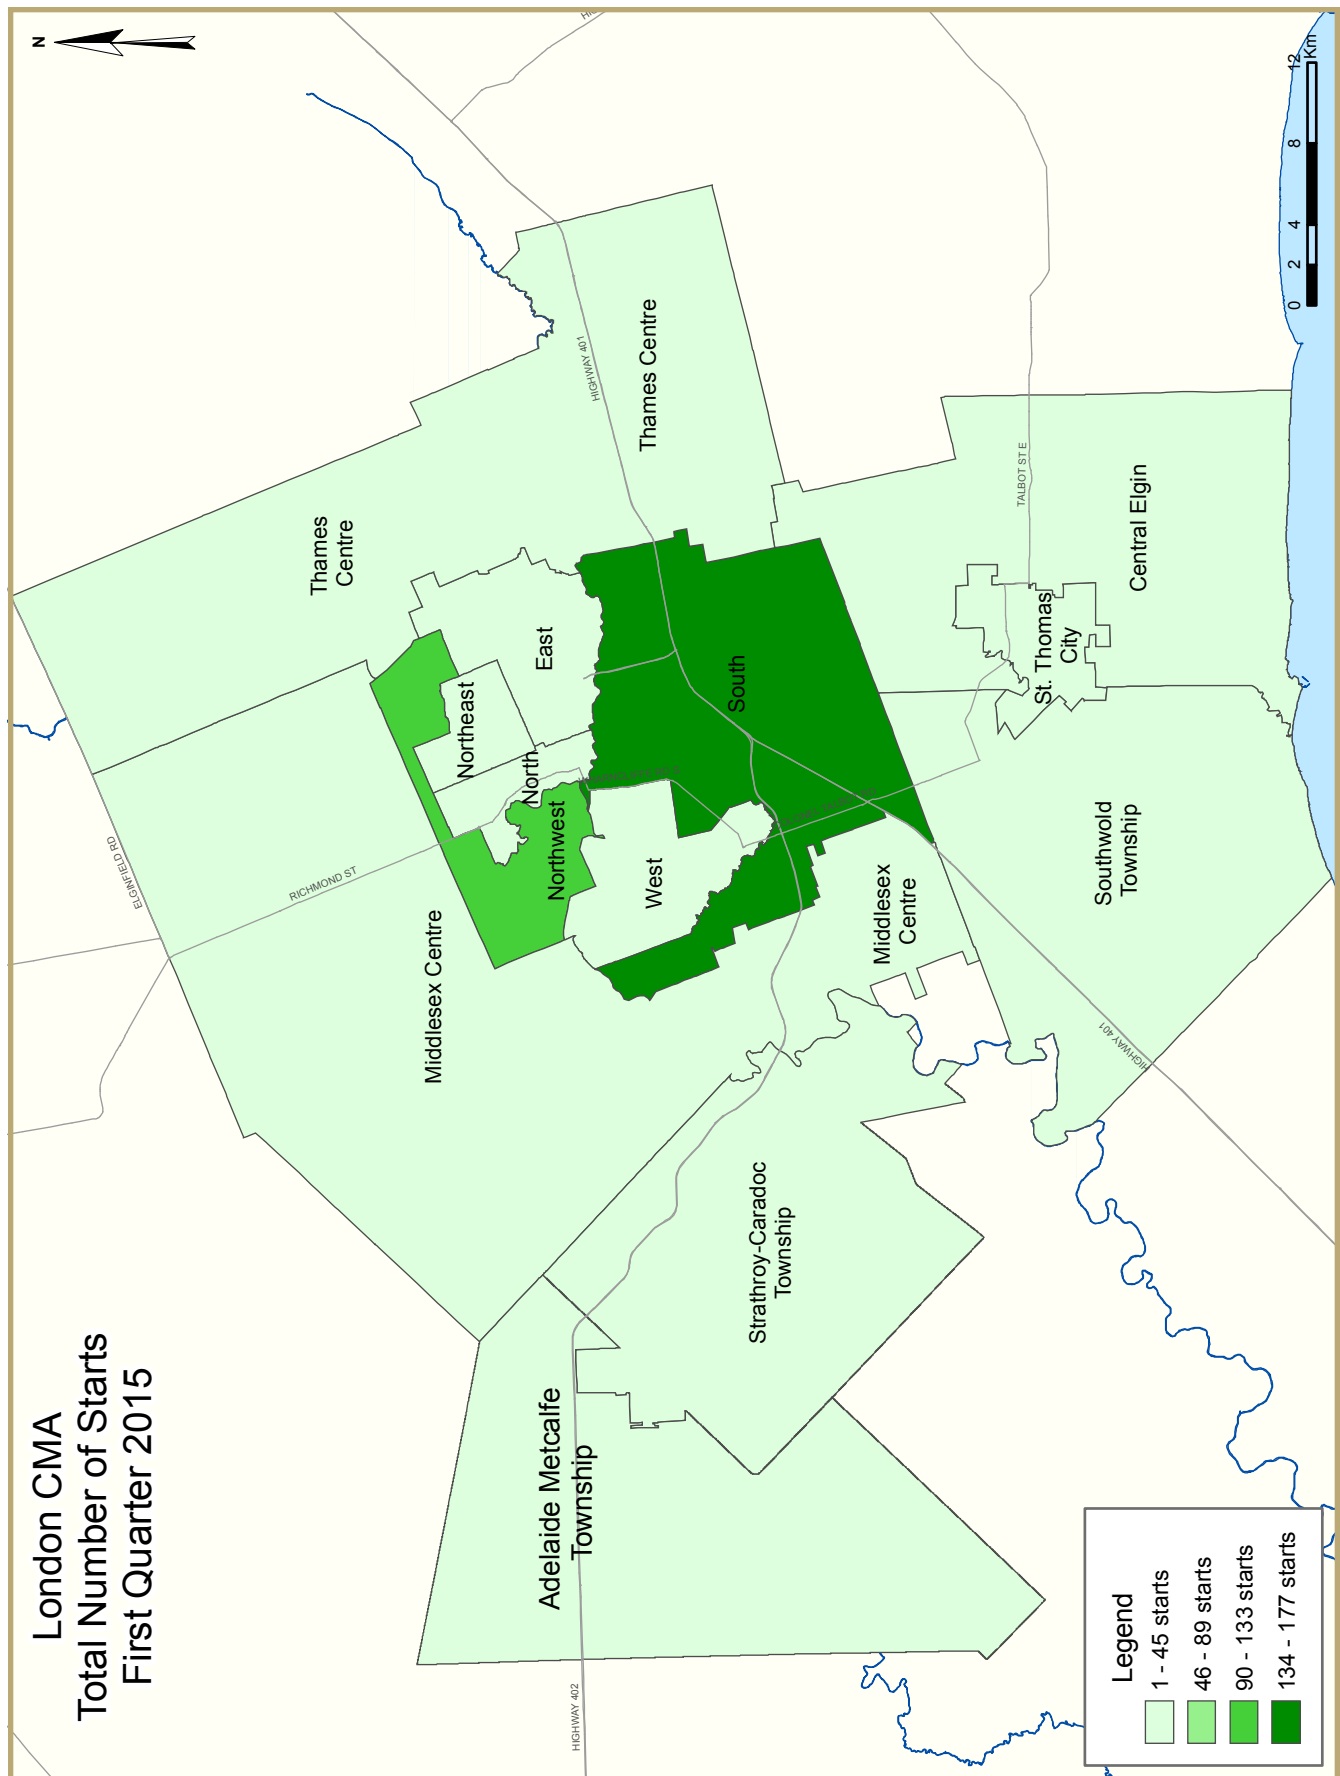 London CMA
Total Number of Starts
First Quarter 2015
N
ELGINFIELD RD
RICHMOND ST
Thames
Centre
Middlesex Centre
Northeast
North
East
Northwest
HIGHWAY 401
Thames Centre
West
South
Adelaide Metcalfe
Township
HIGHWAY 402
Strathroy-Caradoc
Township
Middlesex
Centre
TALBOT ST E
St. Thomas
City
Central Elgin
Southwold
Township
HIGHWAY 401
Legend
1 - 45 starts
46 - 89 starts
90 - 133 starts
134 - 177 starts
0 2 4 8 12
Km